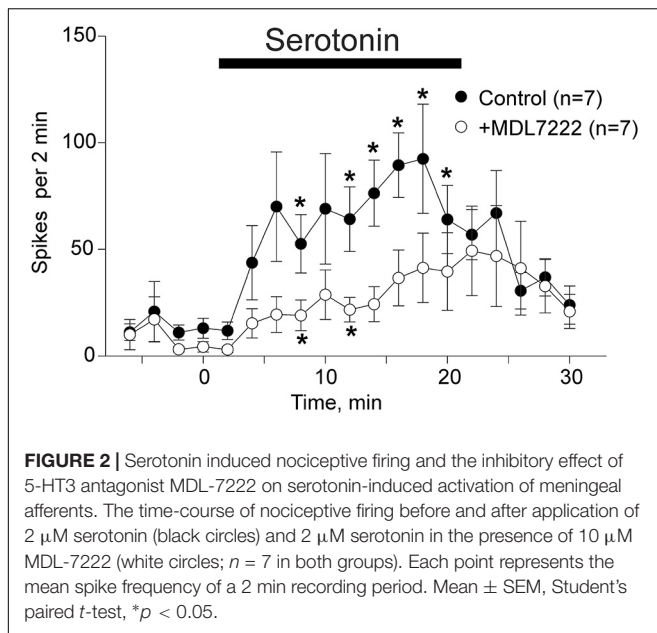 Serotonin
150
100
50
0
Spikes per 2 min
Control (n=7)
+MDL7222 (n=7)
* * * * * *
* *
0 10 20 30
Time, min
FIGURE 2 | Serotonin induced nociceptive firing and the inhibitory effect of
5-HT3 antagonist MDL-7222 on serotonin-induced activation of meningeal
afferents. The time-course of nociceptive firing before and after application of
2 μM serotonin (black circles) and 2 μM serotonin in the presence of 10 μM
MDL-7222 (white circles; n = 7 in both groups). Each point represents the
mean spike frequency of a 2 min recording period. Mean ± SEM, Student's
paired t-test, *p < 0.05.